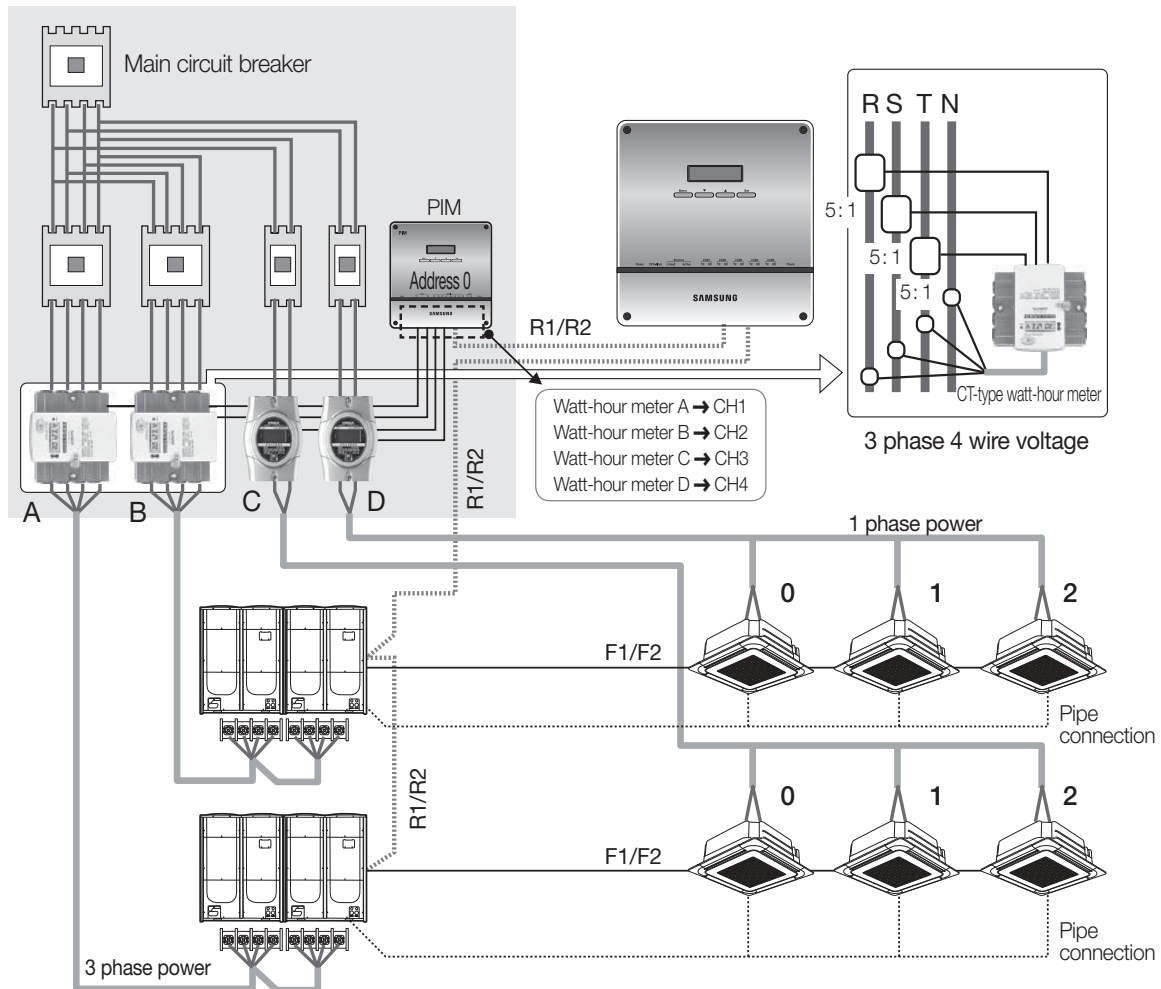 Main circuit breaker
PIM
PIM
Address 0
SAMSUNG
SAMSUNG
R1/R2
R S T N
5:1
5:1
5:1
CT-type watt-hour meter
3 phase 4 wire voltage
Watt-hour meter A ➔ CH1
Watt-hour meter B ➔ CH2
Watt-hour meter C ➔ CH3
Watt-hour meter D ➔ CH4
R1/R2
A
B
C
D
1 phase power
0
1
2
F1/F2
Pipe
connection
R1/R2
0
1
2
F1/F2
Pipe
connection
3 phase power